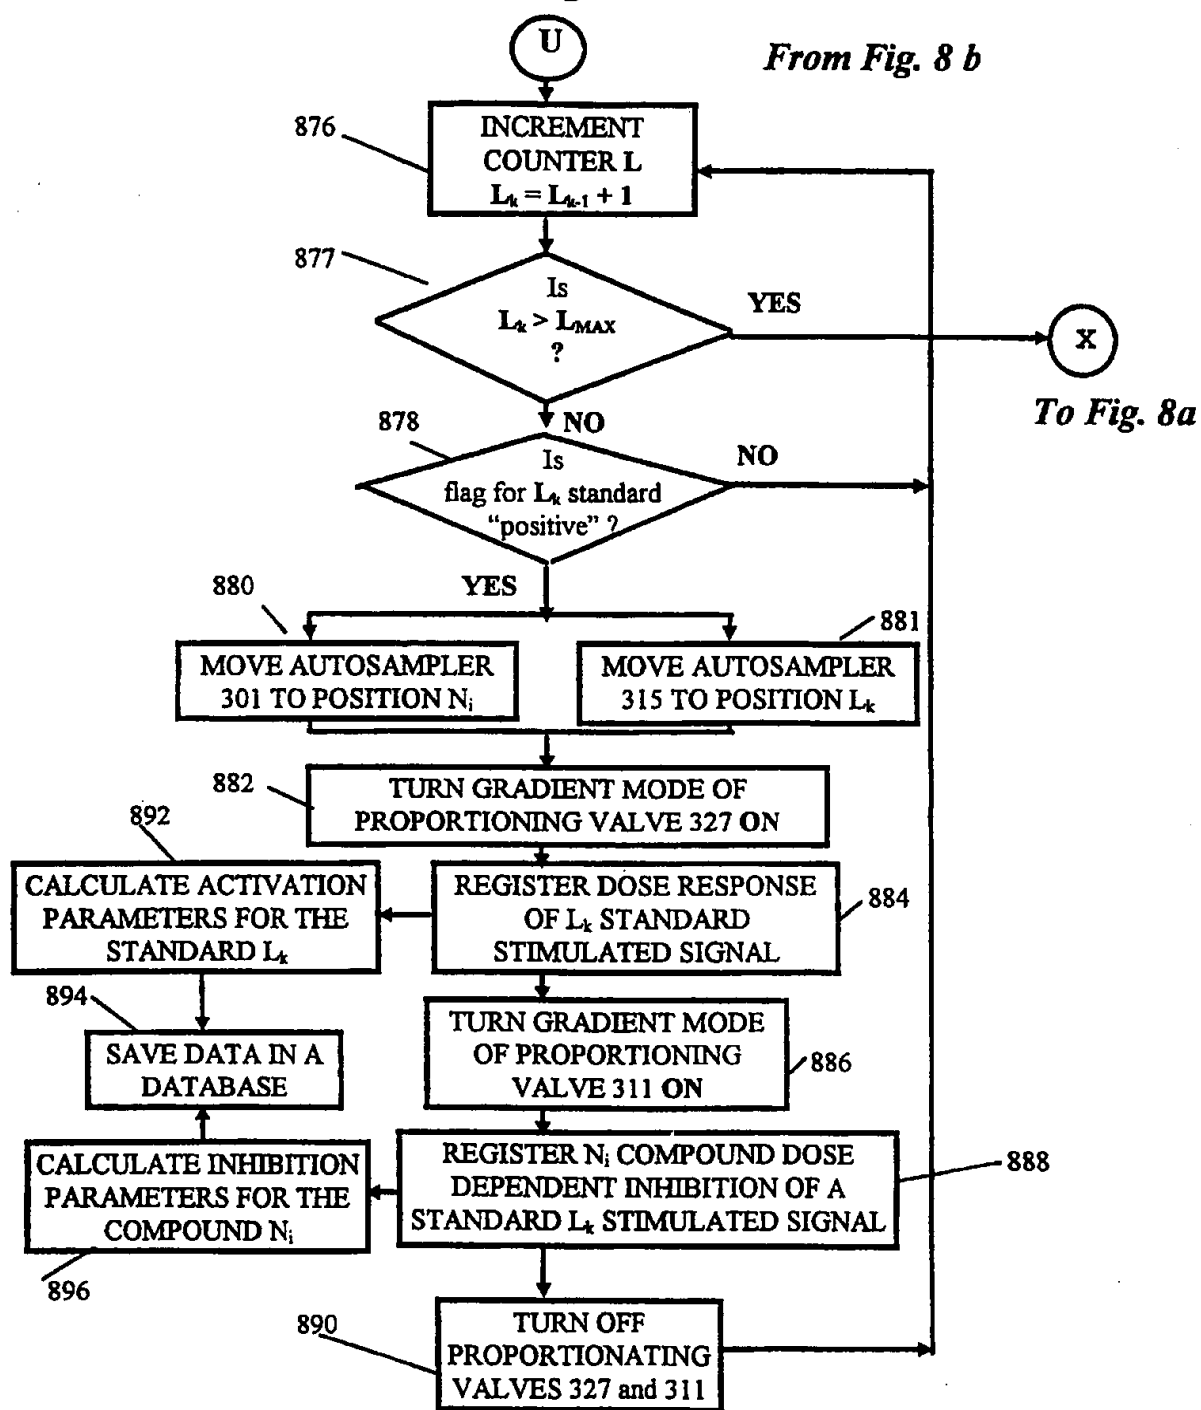 U
From Fig. 8 b
876
INCREMENT
COUNTER L
Lk = Lk-1 + 1
877
Is
Lk > LMAX
?
YES
X
To Fig. 8a
NO
878
Is
flag for Lk standard
“positive” ?
NO
YES
880
MOVE AUTOSAMPLER
301 TO POSITION Ni
881
MOVE AUTOSAMPLER
315 TO POSITION Lk
882
TURN GRADIENT MODE OF
PROPORTIONING VALVE 327 ON
892
CALCULATE ACTIVATION
PARAMETERS FOR THE
STANDARD Lk
REGISTER DOSE RESPONSE
OF Lk STANDARD
STIMULATED SIGNAL
884
894
SAVE DATA IN A
DATABASE
TURN GRADIENT MODE
OF PROPORTIONING
VALVE 311 ON
886
CALCULATE INHIBITION
PARAMETERS FOR THE
COMPOUND Ni
896
REGISTER Ni COMPOUND DOSE
DEPENDENT INHIBITION OF A
STANDARD Lk STIMULATED SIGNAL
888
890
TURN OFF
PROPORTIONATING
VALVES 327 and 311